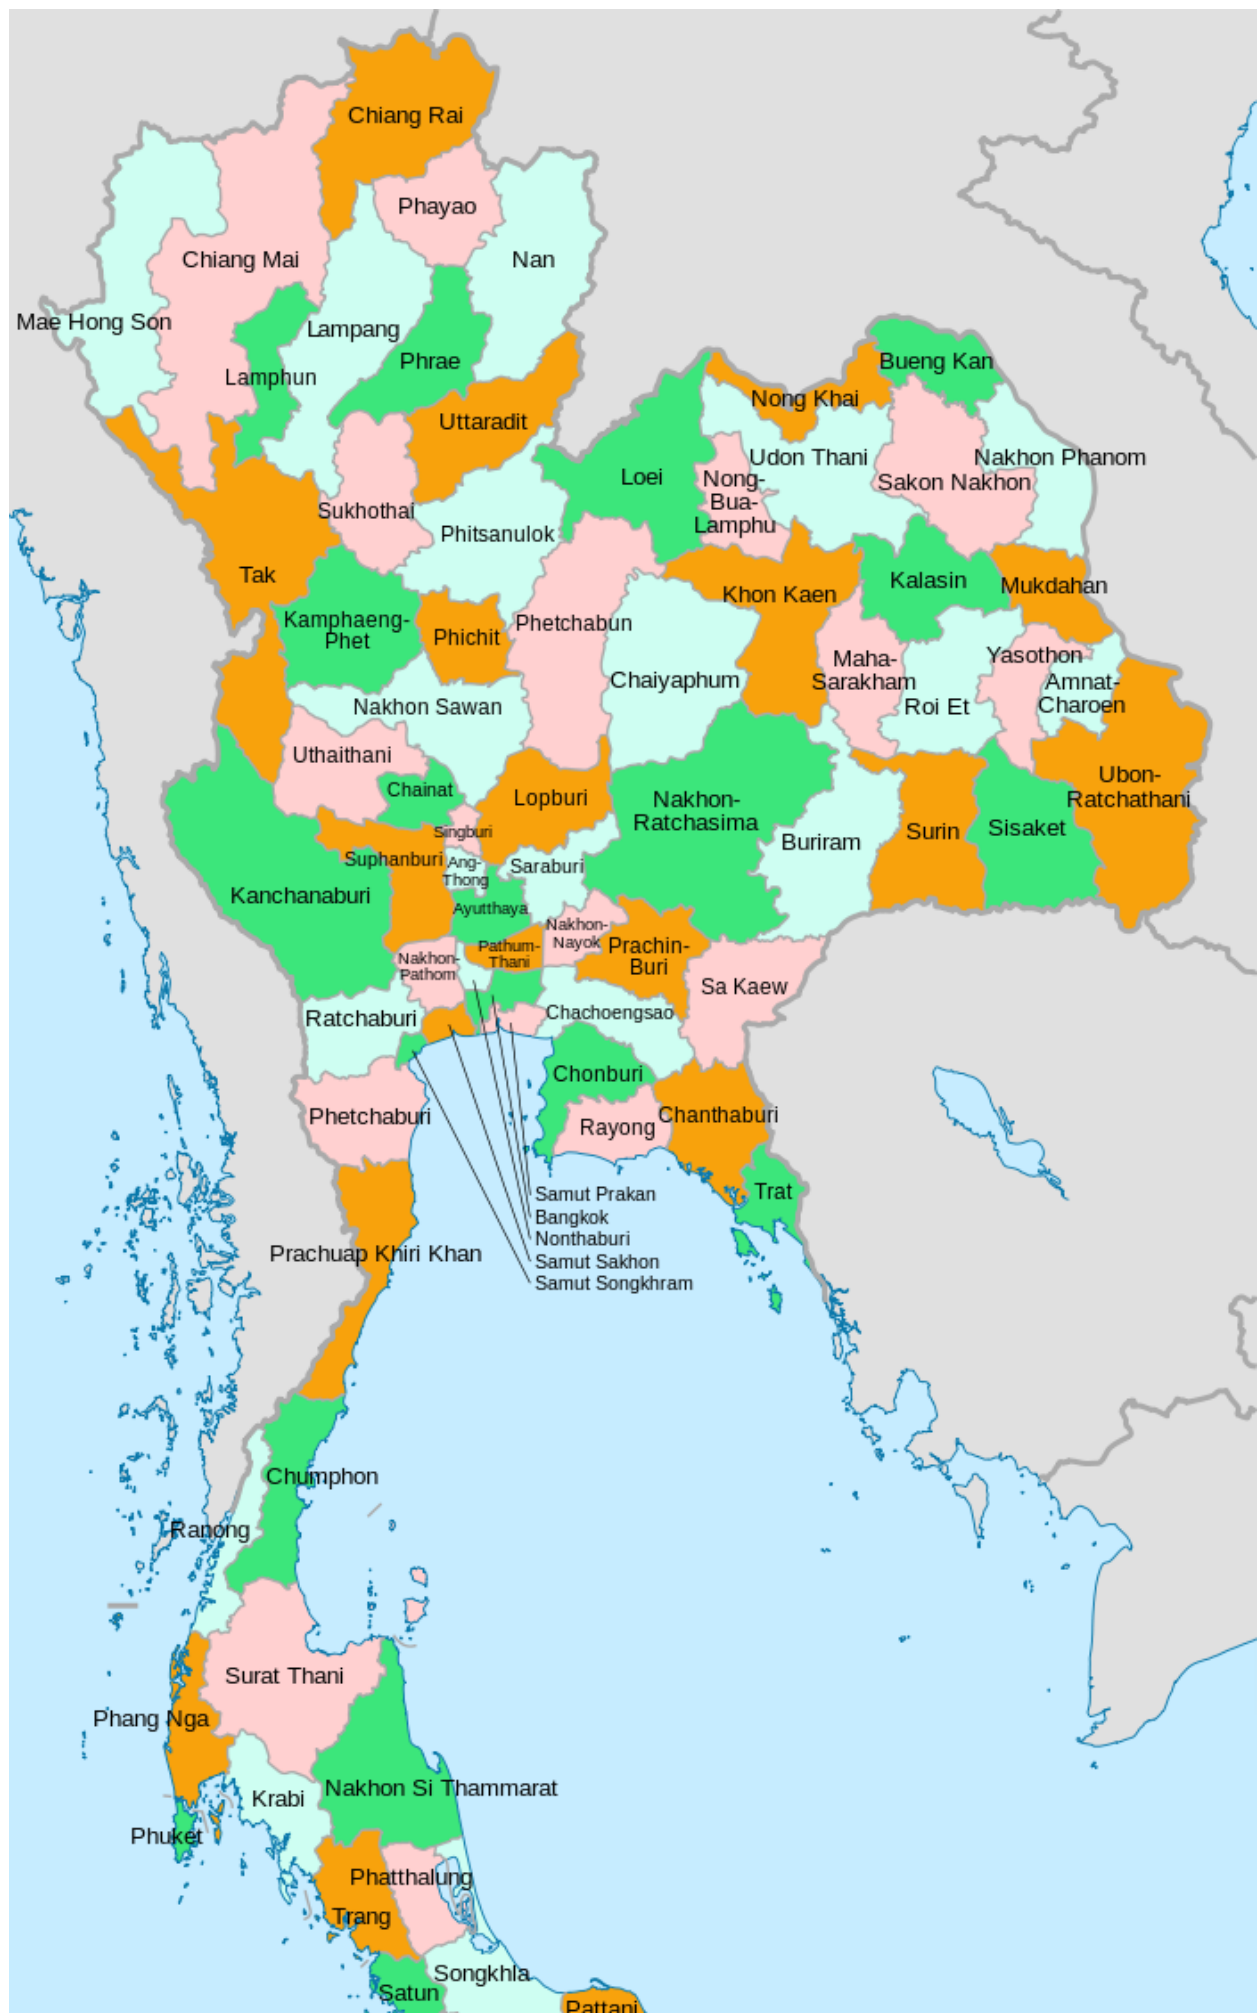 Chiang Rai
Phayao
Chiang Mai
Nan
Mae Hong Son
Lampang
Phrae
Lamphun
Bueng Kan
Nong Khai
Uttaradit
Udon Thani
Nakhon Phanom
Loei
Nong-
Bua-
Lamphu
Sakon Nakhon
Sukhothai
Phitsanulok
Tak
Khon Kaen
Kalasin
Mukdahan
Kamphaeng-
Phet
Phichit
Phetchabun
Chaiyaphum
Maha-
Sarakham
Yasothon
Roi Et
Amnat-
Charoen
Nakhon Sawan
Uthaithani
Chainat
Lopburi
Nakhon-
Ratchasima
Ubon-
Ratchathani
Singburi
Buriram
Surin
Sisaket
Suphanburi
Ang-
Thong
Saraburi
Kanchanaburi
Ayutthaya
Nakhon-
Nayok
Pathum-
Thani
Prachin-
Buri
Nakhon-
Pathom
Sa Kaew
Ratchaburi
Chachoengsao
Chonburi
Phetchaburi
Rayong
Chanthaburi
Trat
Samut Prakan
Bangkok
Nonthaburi
Samut Sakhon
Samut Songkhram
Prachuap Khiri Khan
Chumphon
Ranong
Surat Thani
Phang Nga
Nakhon Si Thammarat
Krabi
Phuket
Phatthalung
Trang
Songkhla
Satun
Pattani